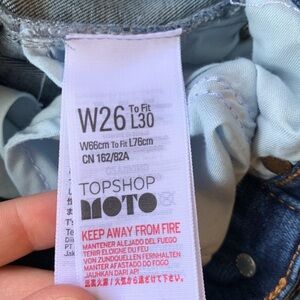 W26 To Fit L30
W66cm To Fit L76cm
CN 162/82A
TOPSHOP
MOTO
KEEP AWAY FROM FIRE
MANTENER ALEJADO DEL FUEGO
TENIR ELOIGNE DU FEU
VON ZUNDQUELLEN FERNHALTEN
MANTER AFASTADO DO FOGO
JAUHKAN DARI API